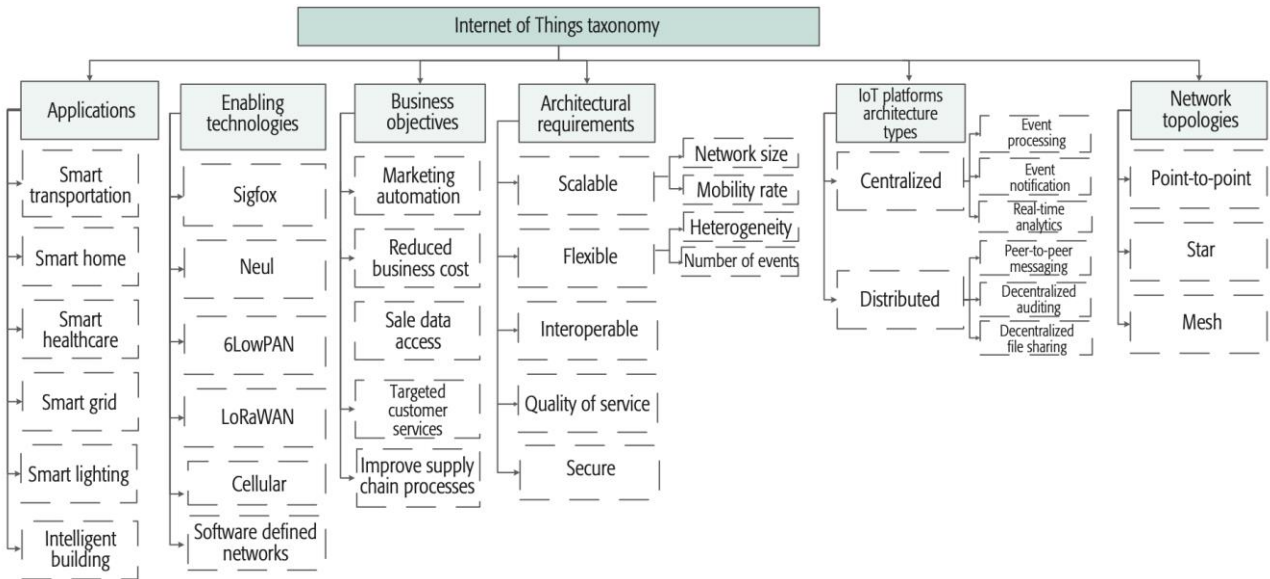 Internet of Things taxonomy
Applications
Smart
transportation
Smart home
Smart
healthcare
Smart grid
Smart lighting
Intelligent
building
Enabling
technologies
Sigfox
Neul
6LowPAN
LoRaWAN
Cellular
Software defined
networks
Business
objectives
Marketing
automation
Reduced
business cost
Sale data
access
Targeted
customer
services
Improve supply
chain processes
Architectural
requirements
Scalable
Network size
Mobility rate
Flexible
Heterogeneity
Number of events
Interoperable
Quality of service
Secure
IoT platforms
architecture
types
Centralized
Event
processing
Event
notification
Real-time
analytics
Distributed
Peer-to-peer
messaging
Decentralized
auditing
Decentralized
file sharing
Network
topologies
Point-to-point
Star
Mesh